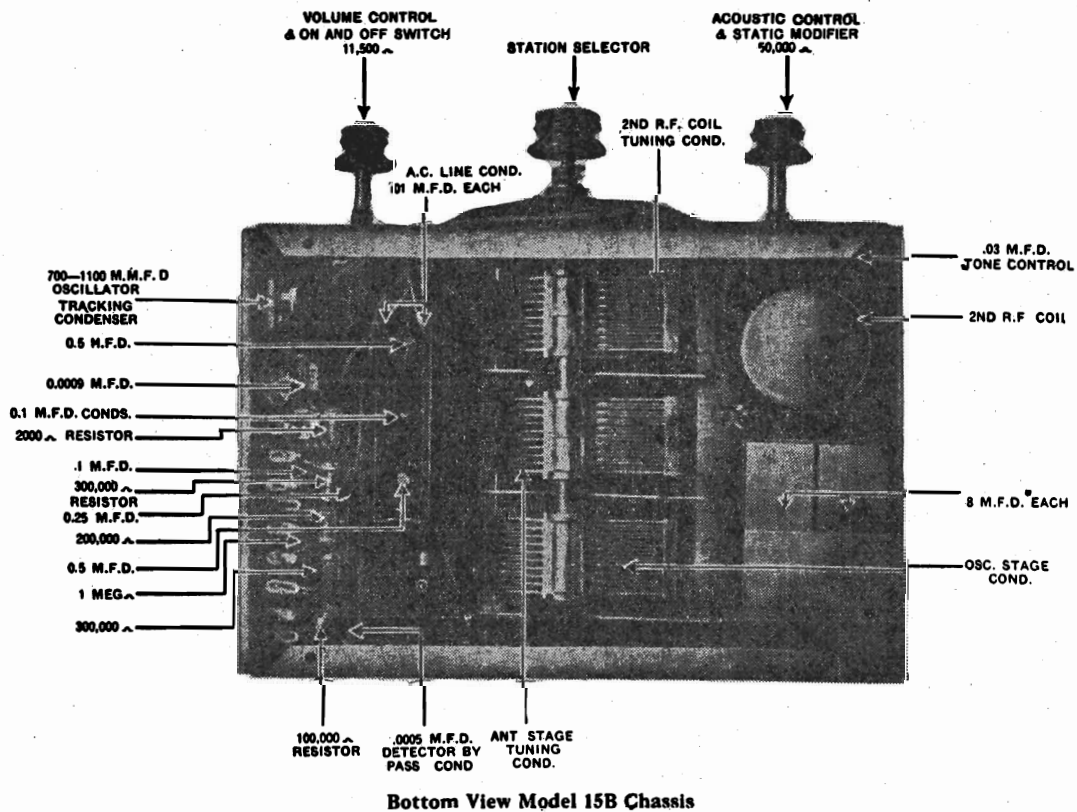 VOLUME CONTROL
& ON AND OFF SWITCH
11,500 ⌢
STATION SELECTOR
ACOUSTIC CONTROL
& STATIC MODIFIER
50,000 ⌢
2ND R.F. COIL
TUNING COND.
A.C. LINE COND.
.01 M.F.D. EACH
.03 M.F.D.
TONE CONTROL
700—1100 M.M.F.D
OSCILLATOR
TRACKING
CONDENSER
2ND R.F COIL
0.5 M.F.D.
0.0009 M.F.D.
0.1 M.F.D. CONDS.
2000 ⌢ RESISTOR
.1 M.F.D.
300,000 ⌢
RESISTOR
0.25 M.F.D.
200,000 ⌢
0.5 M.F.D.
1 MEG ⌢
300,000 ⌢
8 M.F.D. EACH
OSC. STAGE
COND.
100,000 ⌢
RESISTOR
.0005 M.F.D.
DETECTOR BY
PASS COND
ANT STAGE
TUNING
COND.
Bottom View Model 15B Chassis